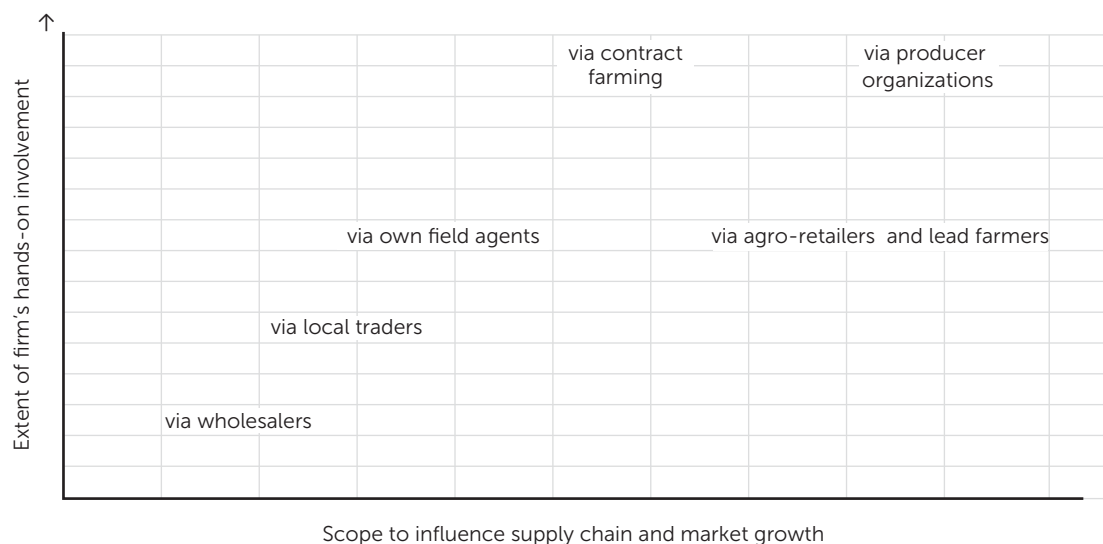 ↑
Extent of firm's hands-on involvement
via contract
farming
via producer
organizations
via own field agents
via agro-retailers and lead farmers
via local traders
via wholesalers
Scope to influence supply chain and market growth